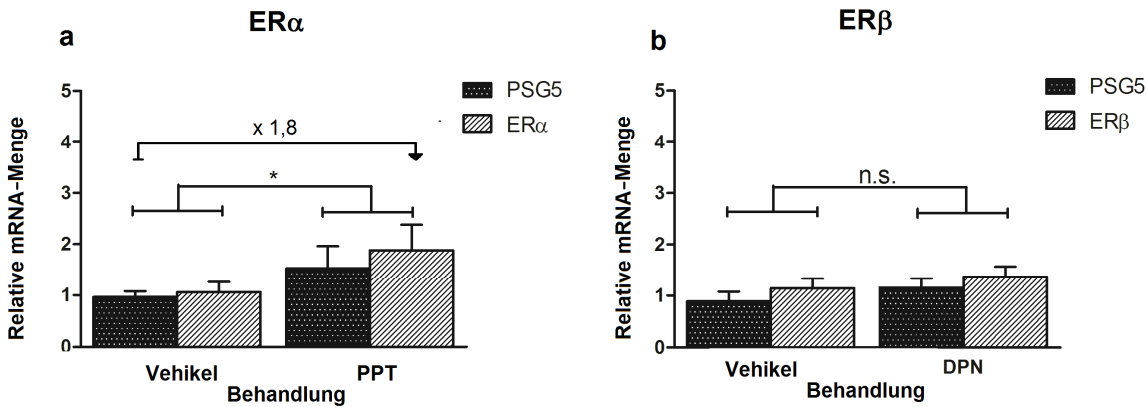 ERα
a
PSG5
ERα
Relative mRNA-Menge
5
4
3
2
1
0
x 1,8
*
Vehikel
PPT
Behandlung
ERβ
b
PSG5
ERβ
Relative mRNA-Menge
5
4
3
2
1
0
n.s.
Vehikel
DPN
Behandlung